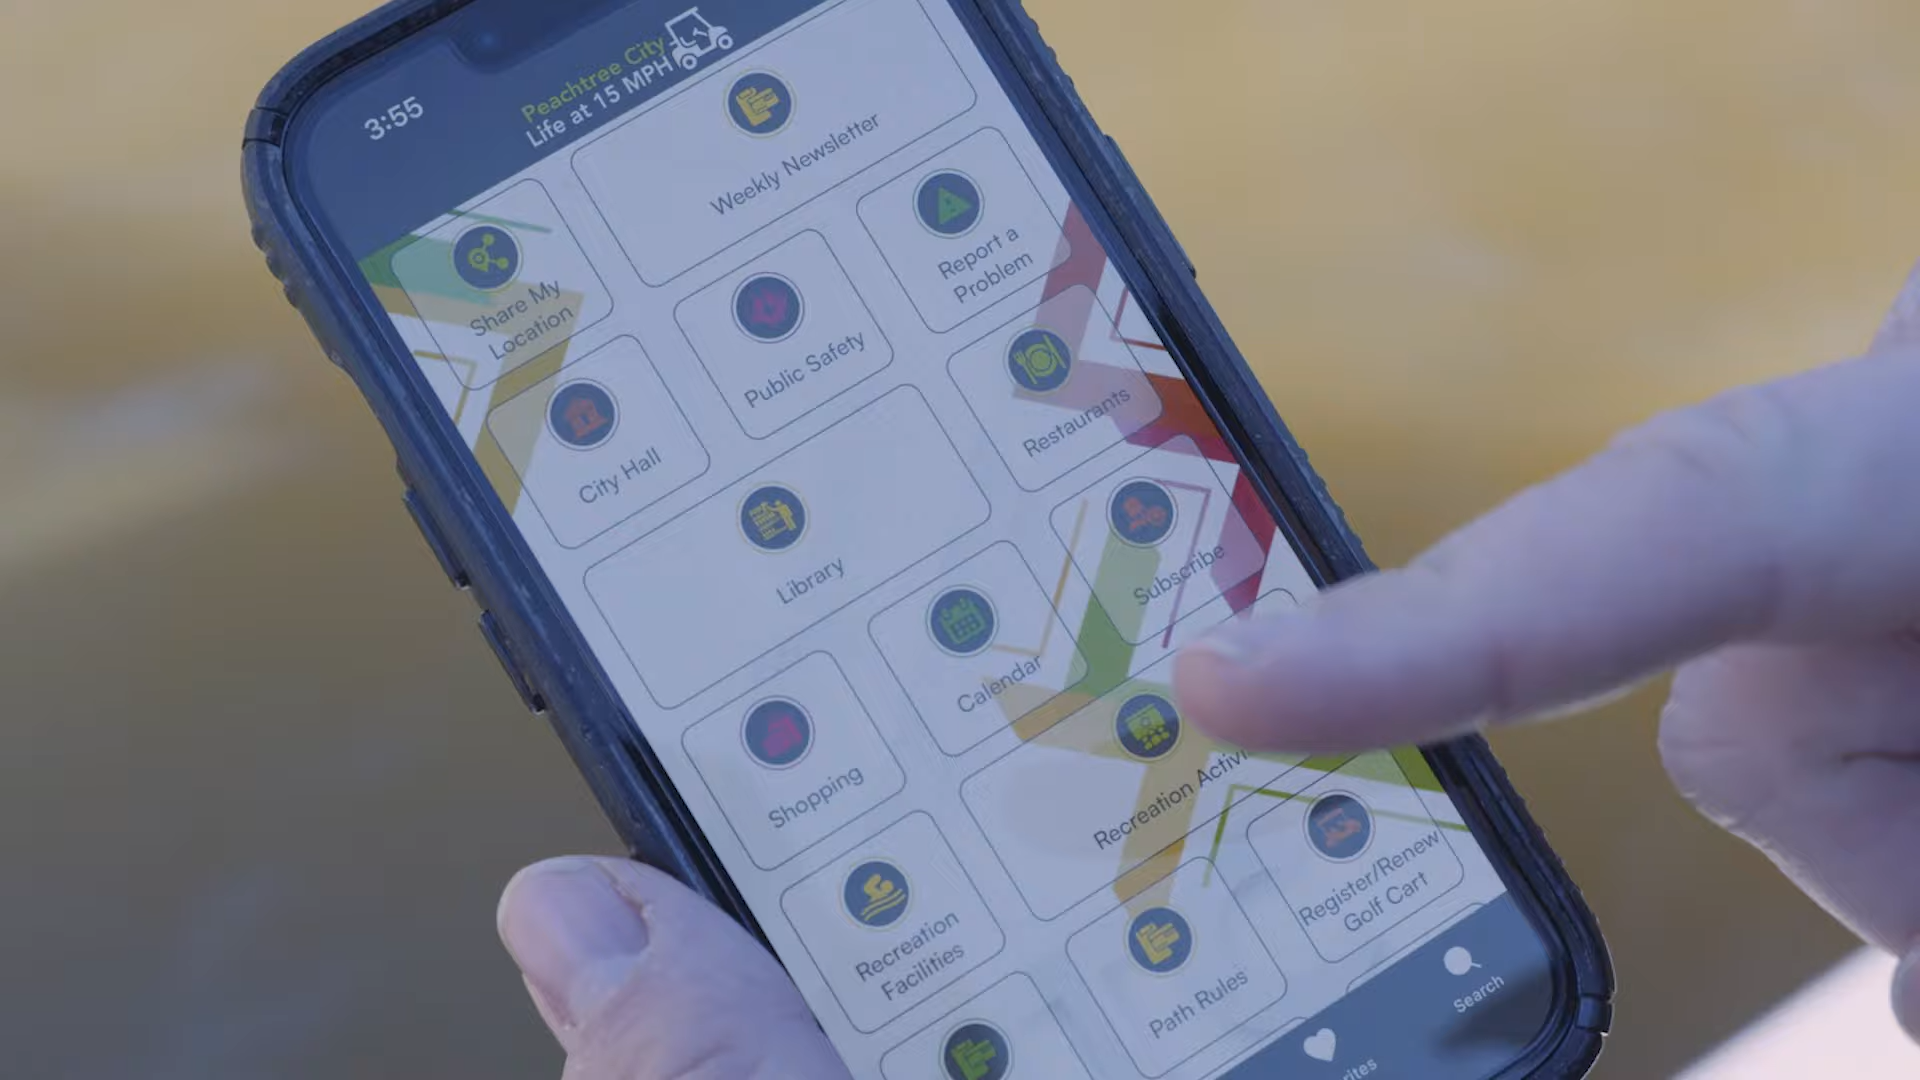 3:55
Peachtree City
Life at 15 MPH
Weekly Newsletter
Share My
Location
Public Safety
Report a
Problem
City Hall
Library
Restaurants
Shopping
Calendar
Subscribe
Recreation
Facilities
Recreation Activi
Path Rules
Register/Renew
Golf Cart
rites
Search